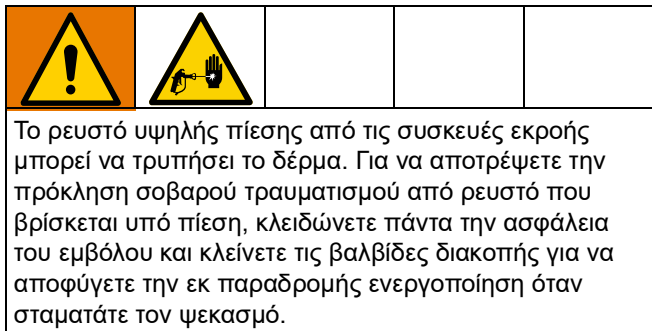 Το ρευστό υψηλής πίεσης από τις συσκευές εκροής
μπορεί να τρυπήσει το δέρμα. Για να αποτρέψετε την
πρόκληση σοβαρού τραυματισμού από ρευστό που
βρίσκεται υπό πίεση, κλειδώνετε πάντα την ασφάλεια
του εμβόλου και κλείνετε τις βαλβίδες διακοπής για να
αποφύγετε την εκ παραδρομής ενεργοποίηση όταν
σταματάτε τον ψεκασμό.